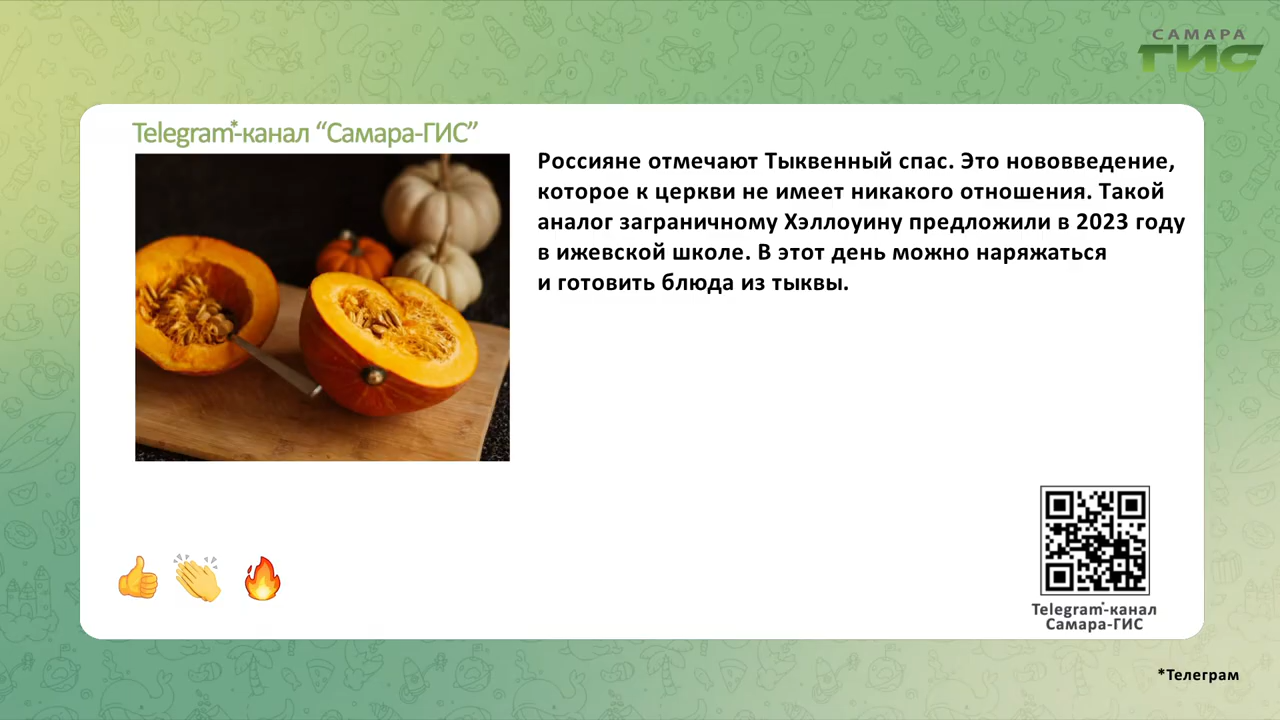 САМАРА
ГИС
Telegram*-канал “Самара-ГИС”
Россияне отмечают Тыквенный спас. Это нововведение,
которое к церкви не имеет никакого отношения. Такой
аналог заграничному Хэллоуину предложили в 2023 году
в ижевской школе. В этот день можно наряжаться
и готовить блюда из тыквы.
Telegram*-канал
Самара-ГИС
*Телеграм